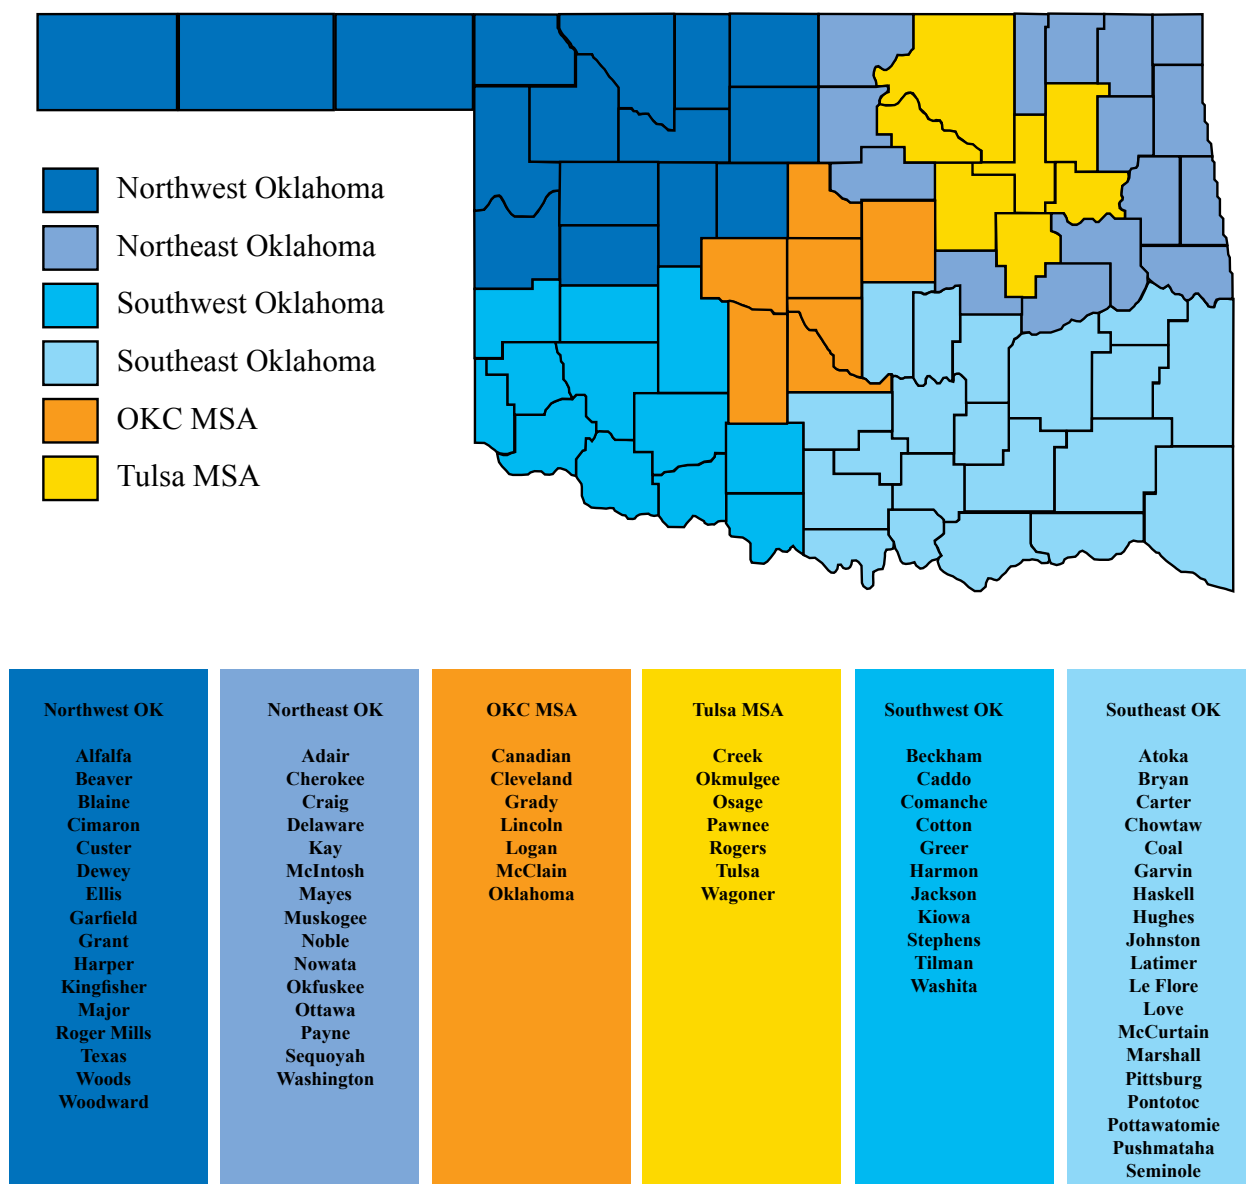 Northwest Oklahoma
Northeast Oklahoma
Southwest Oklahoma
Southeast Oklahoma
OKC MSA
Tulsa MSA
Northwest OK
Alfalfa
Beaver
Blaine
Cimaron
Custer
Dewey
Ellis
Garfield
Grant
Harper
Kingfisher
Major
Roger Mills
Texas
Woods
Woodward
Northeast OK
Adair
Cherokee
Craig
Delaware
Kay
McIntosh
Mayes
Muskogee
Noble
Nowata
Okfuskee
Ottawa
Payne
Sequoyah
Washington
OKC MSA
Canadian
Cleveland
Grady
Lincoln
Logan
McClain
Oklahoma
Tulsa MSA
Creek
Okmulgee
Osage
Pawnee
Rogers
Tulsa
Wagoner
Southwest OK
Beckham
Caddo
Comanche
Cotton
Greer
Harmon
Jackson
Kiowa
Stephens
Tilman
Washita
Southeast OK
Atoka
Bryan
Carter
Chowtaw
Coal
Garvin
Haskell
Hughes
Johnston
Latimer
Le Flore
Love
McCurtain
Marshall
Pittsburg
Pontotoc
Pottawatomie
Pushmataha
Seminole